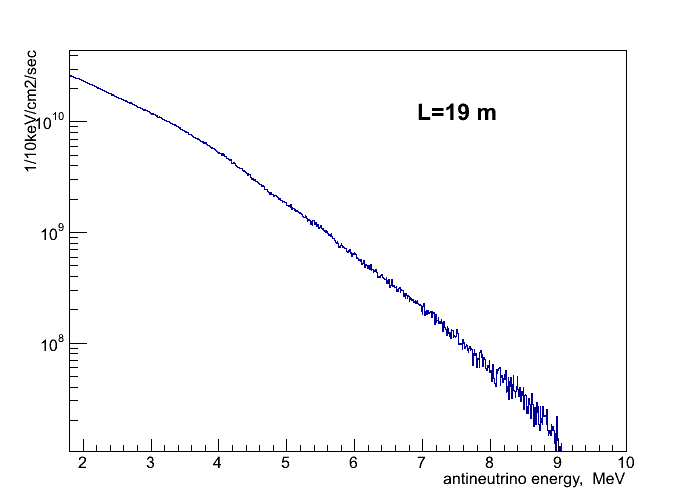 1/10keV/cm2/sec
L=19 m
10^10
10^9
10^8
2 3 4 5 6 7 8 9 10
antineutrino energy, MeV